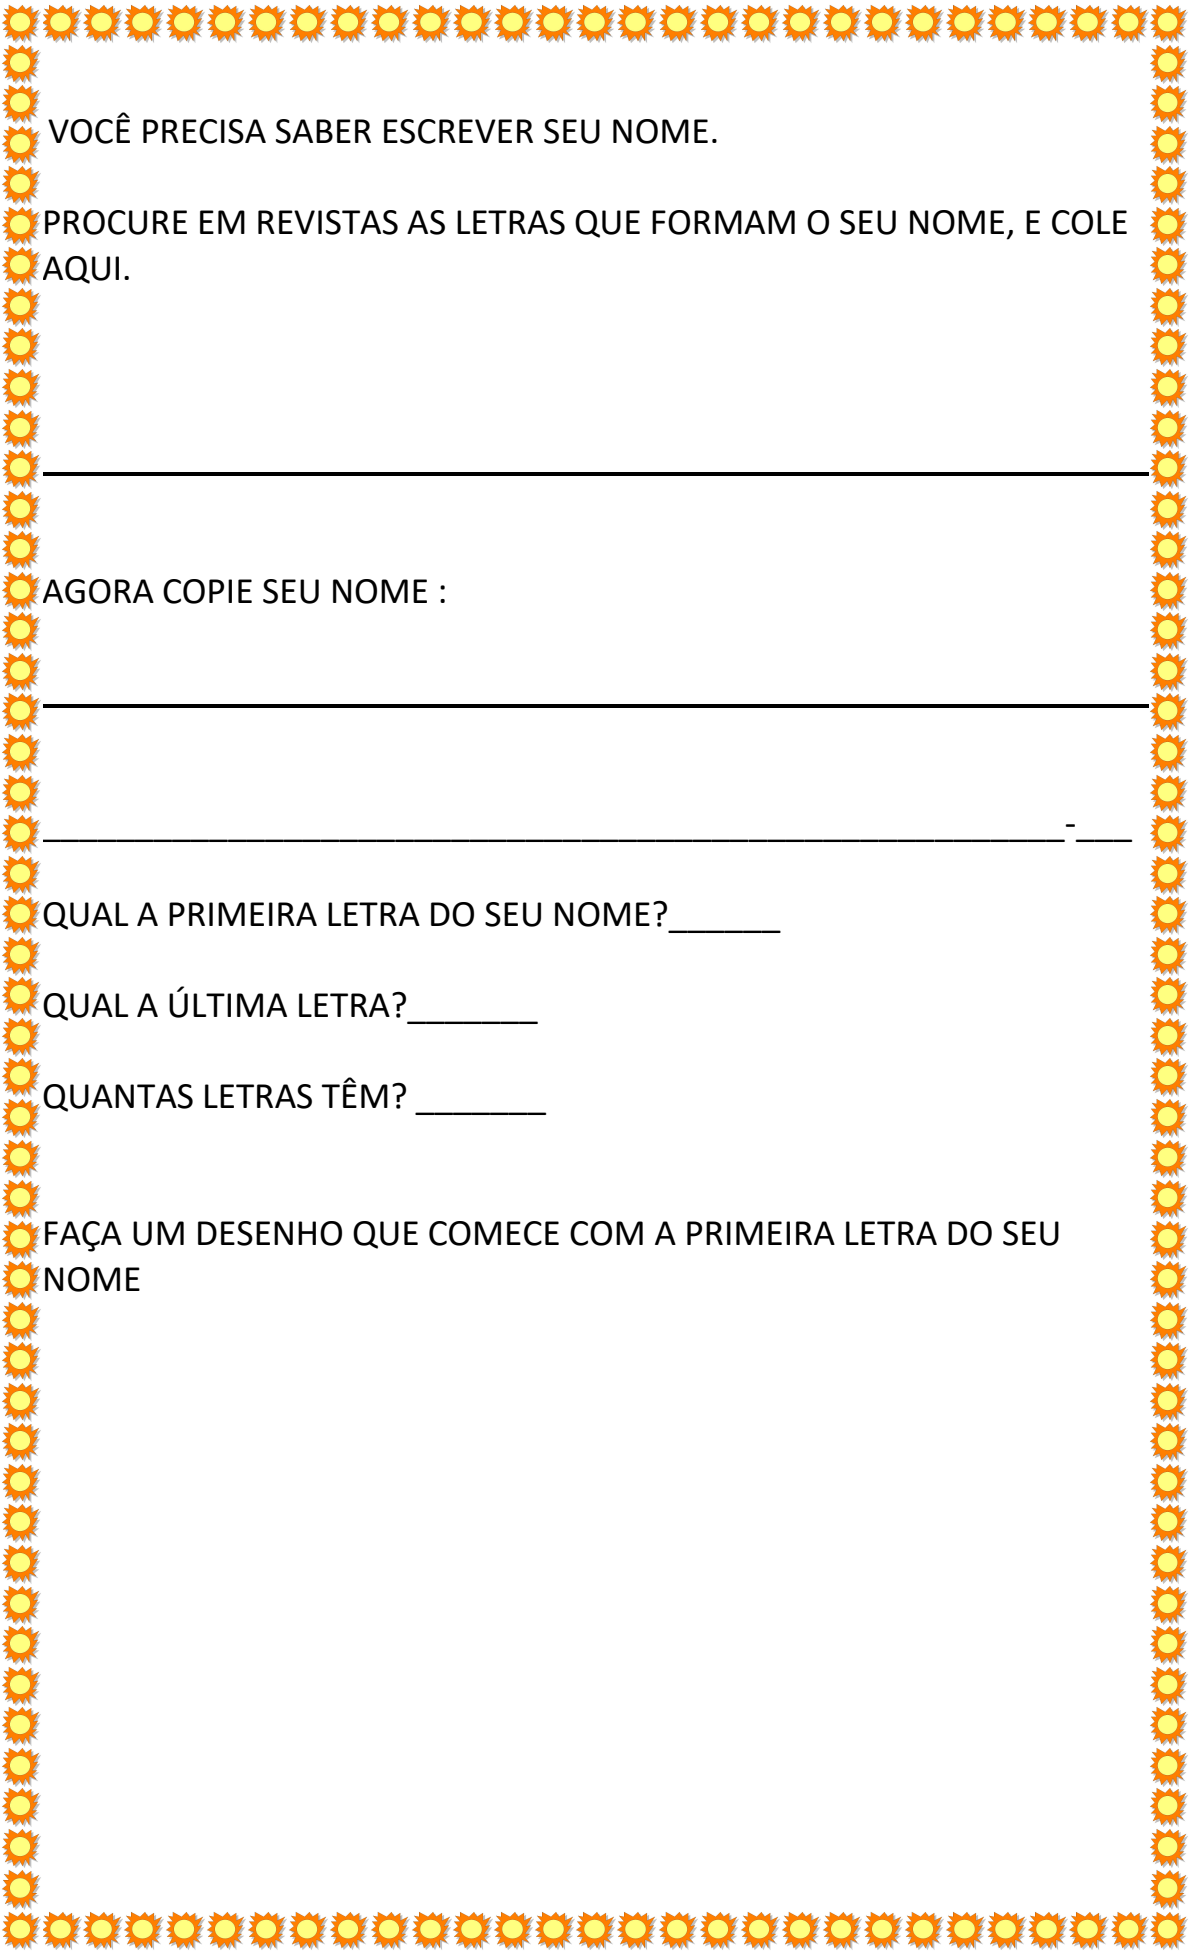 VOCÊ PRECISA SABER ESCREVER SEU NOME.
PROCURE EM REVISTAS AS LETRAS QUE FORMAM O SEU NOME, E COLE
AQUI.
AGORA COPIE SEU NOME :
_______________________________________________________-___
QUAL A PRIMEIRA LETRA DO SEU NOME?______
QUAL A ÚLTIMA LETRA?_______
QUANTAS LETRAS TÊM? _______
FAÇA UM DESENHO QUE COMECE COM A PRIMEIRA LETRA DO SEU
NOME